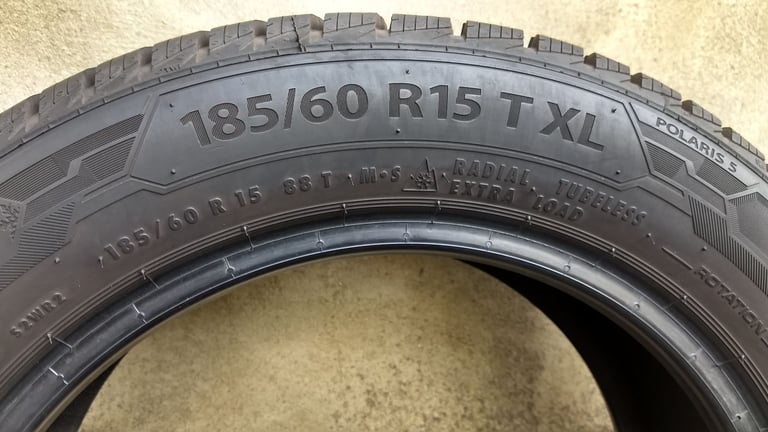 185/60 R15 T XL
POLARIS 5
185/60 R 15 88 T M+S RADIAL TUBELESS
EXTRA LOAD
ROTATION
S2WR2